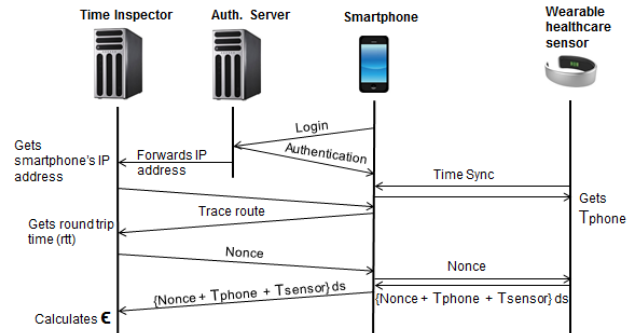 Time Inspector
Auth. Server
Smartphone
Wearable
healthcare
sensor
Login
Authentication
Gets
smartphone's IP
address
Forwards IP
address
Time Sync
Gets
Tphone
Trace route
Gets round trip
time (rtt)
Nonce
Nonce
{Nonce + Tphone + Tsensor} ds
{Nonce + Tphone + Tsensor} ds
Calculates €